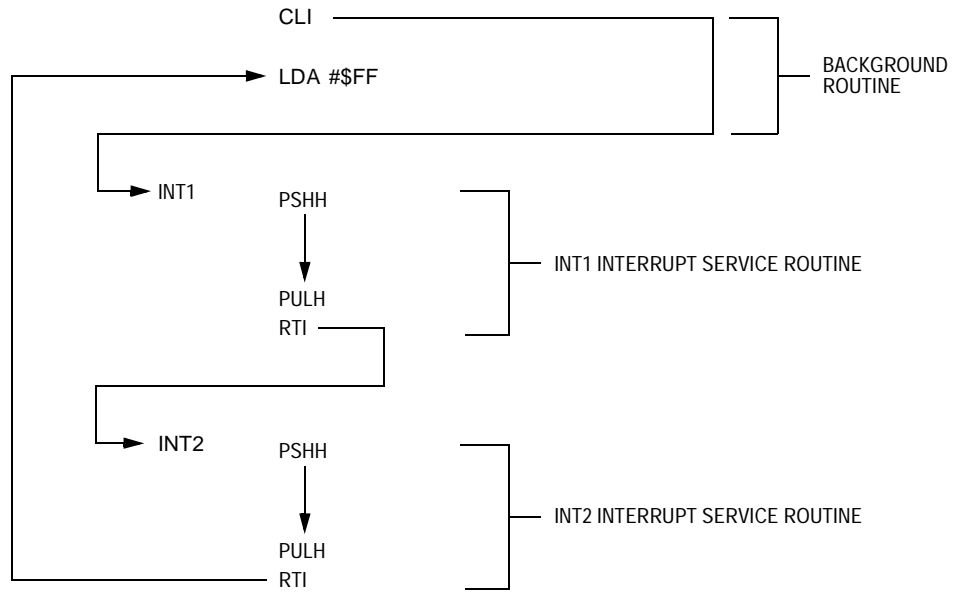 CLI
LDA #$FF
BACKGROUND
ROUTINE
INT1
PSHH
INT1 INTERRUPT SERVICE ROUTINE
PULH
RTI
INT2
PSHH
INT2 INTERRUPT SERVICE ROUTINE
PULH
RTI